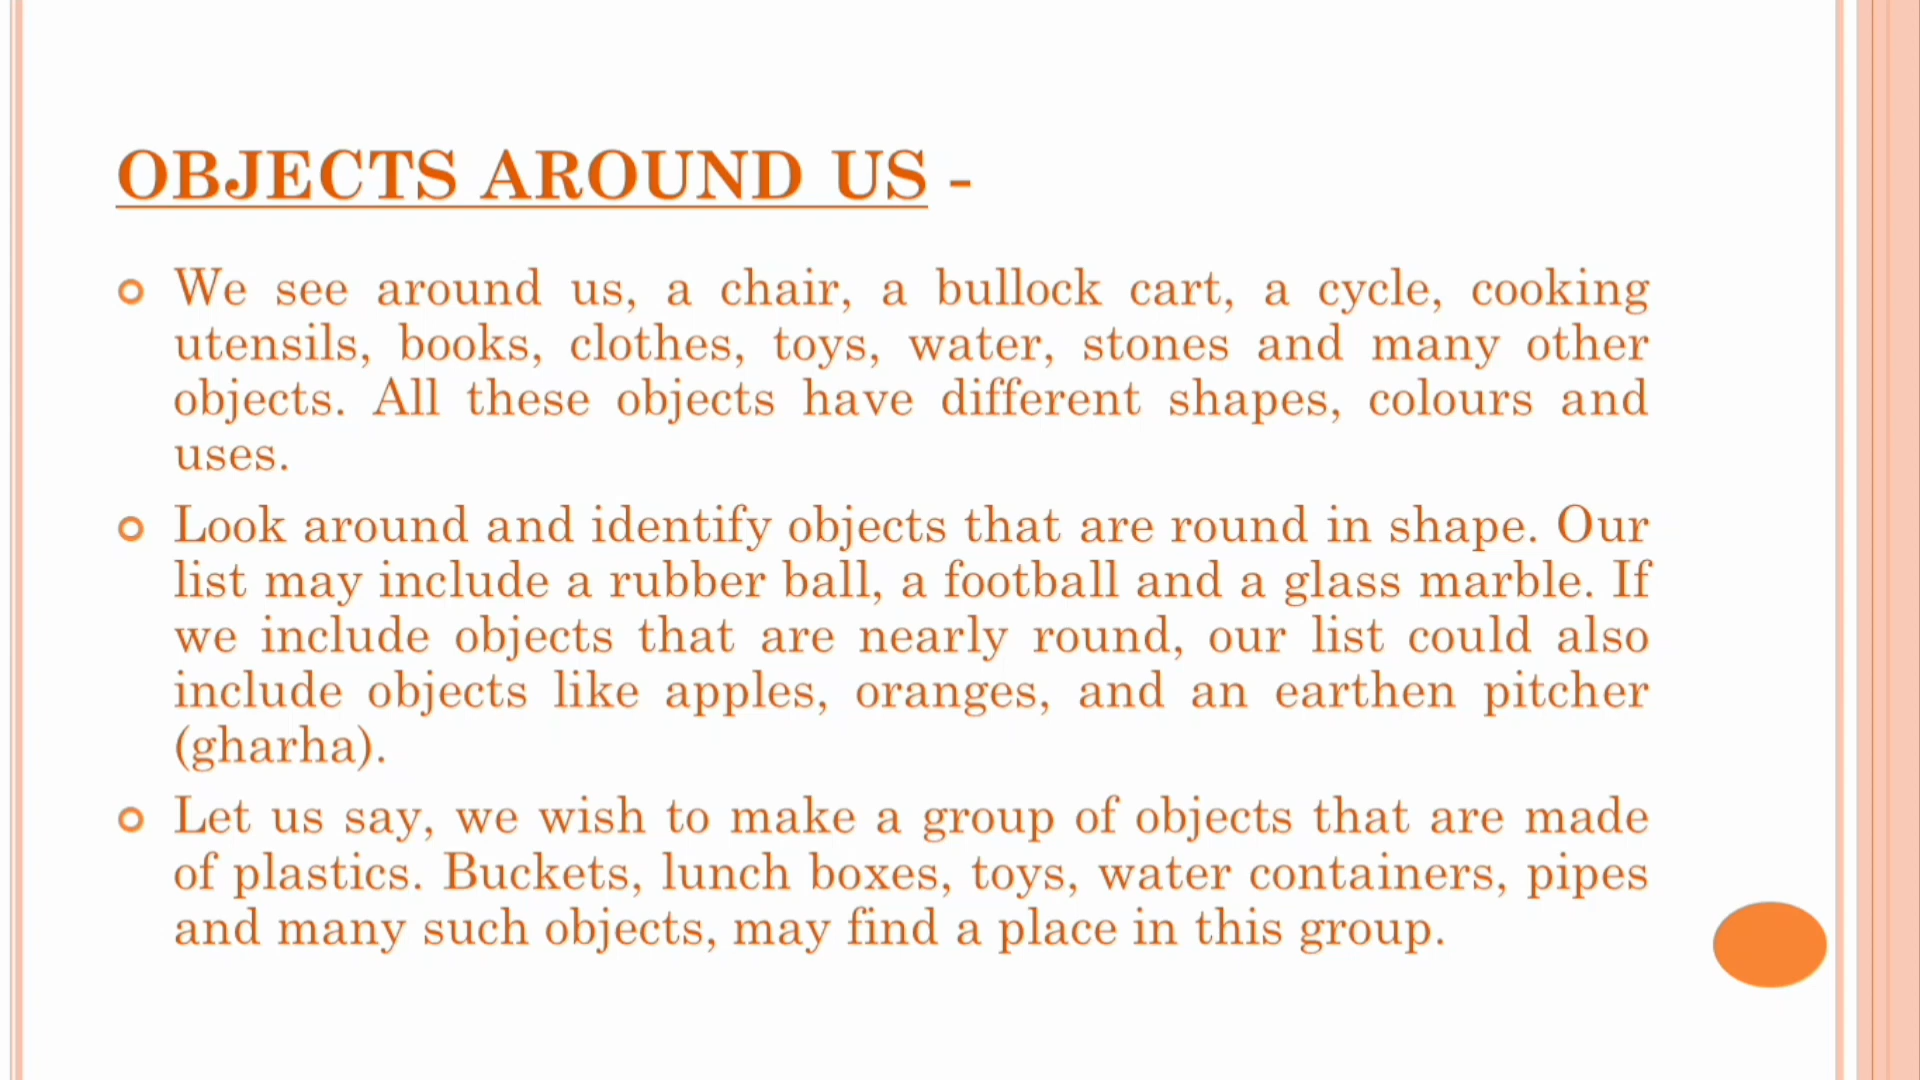 OBJECTS AROUND US -
We see around us, a chair, a bullock cart, a cycle, cooking
utensils, books, clothes, toys, water, stones and many other
objects. All these objects have different shapes, colours and
uses.
Look around and identify objects that are round in shape. Our
list may include a rubber ball, a football and a glass marble. If
we include objects that are nearly round, our list could also
include objects like apples, oranges, and an earthen pitcher
(gharha).
Let us say, we wish to make a group of objects that are made
of plastics. Buckets, lunch boxes, toys, water containers, pipes
and many such objects, may find a place in this group.